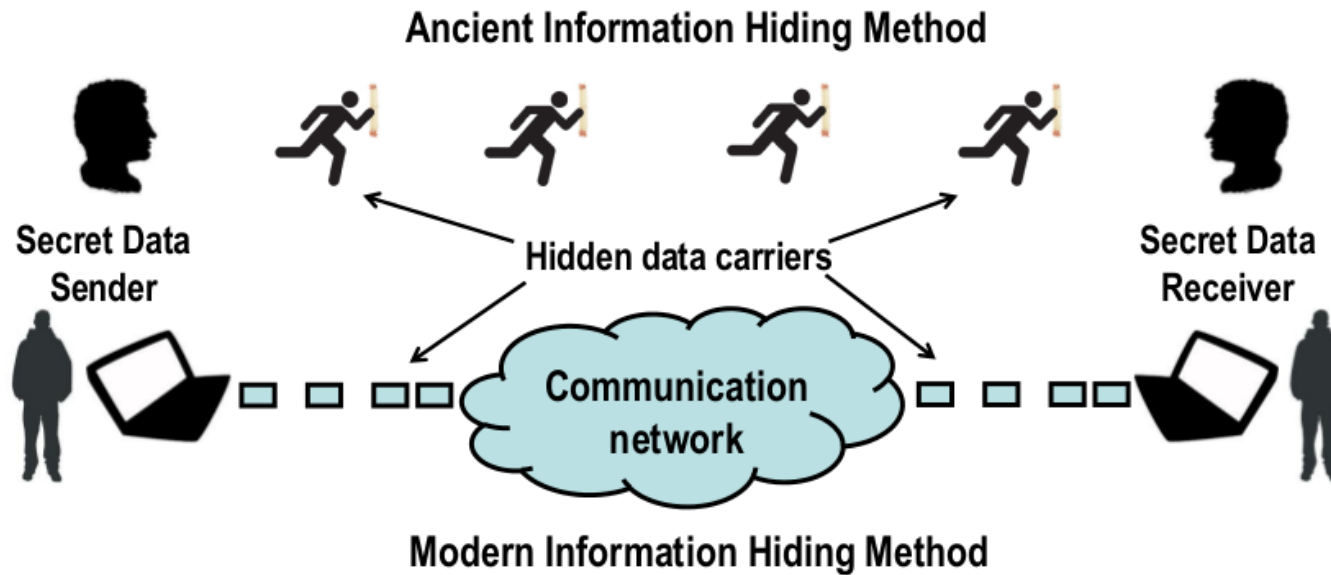 Ancient Information Hiding Method
Secret Data
Sender
Hidden data carriers
Secret Data
Receiver
Communication
network
Modern Information Hiding Method